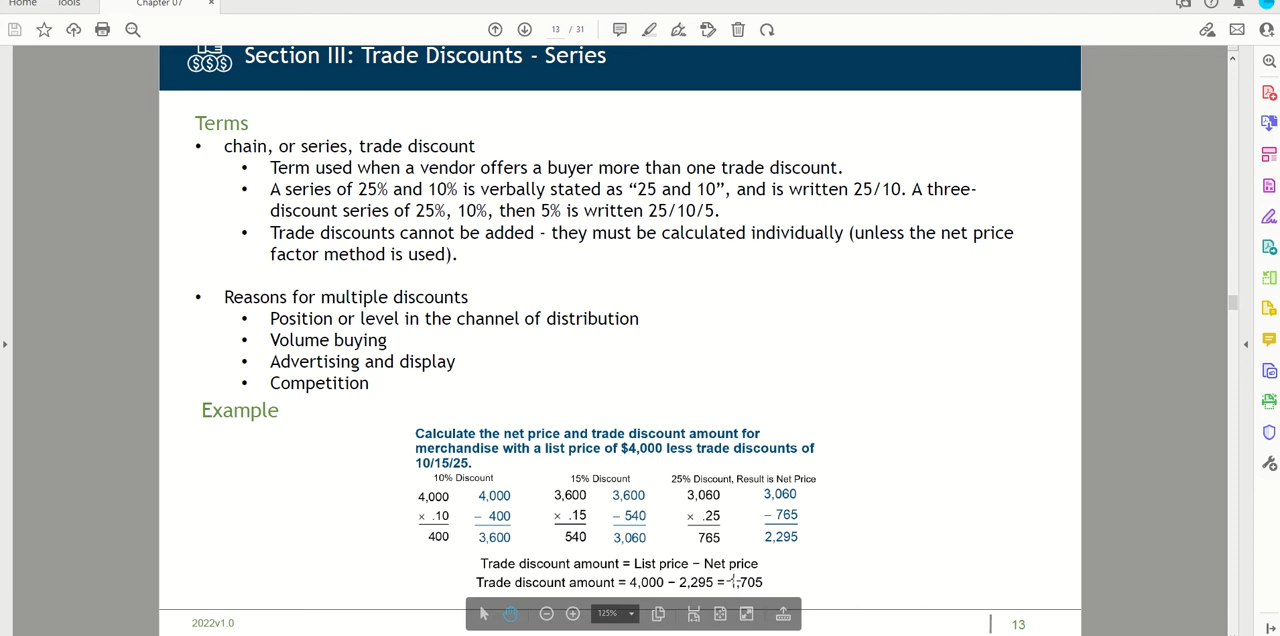 Home Tools Chapter 07 ×
13 / 31
Section III: Trade Discounts - Series
Terms
• chain, or series, trade discount
• Term used when a vendor offers a buyer more than one trade discount.
• A series of 25% and 10% is verbally stated as “25 and 10”, and is written 25/10. A three-
discount series of 25%, 10%, then 5% is written 25/10/5.
• Trade discounts cannot be added - they must be calculated individually (unless the net price
factor method is used).
• Reasons for multiple discounts
• Position or level in the channel of distribution
• Volume buying
• Advertising and display
• Competition
Example
Calculate the net price and trade discount amount for
merchandise with a list price of $4,000 less trade discounts of
10/15/25.
10% Discount 15% Discount 25% Discount, Result is Net Price
4,000 4,000 3,600 3,600 3,060 3,060
× .10 − 400 × .15 − 540 × .25 − 765
400 3,600 540 3,060 765 2,295
Trade discount amount = List price − Net price
Trade discount amount = 4,000 − 2,295 = ,705
125%
2022v1.0 13